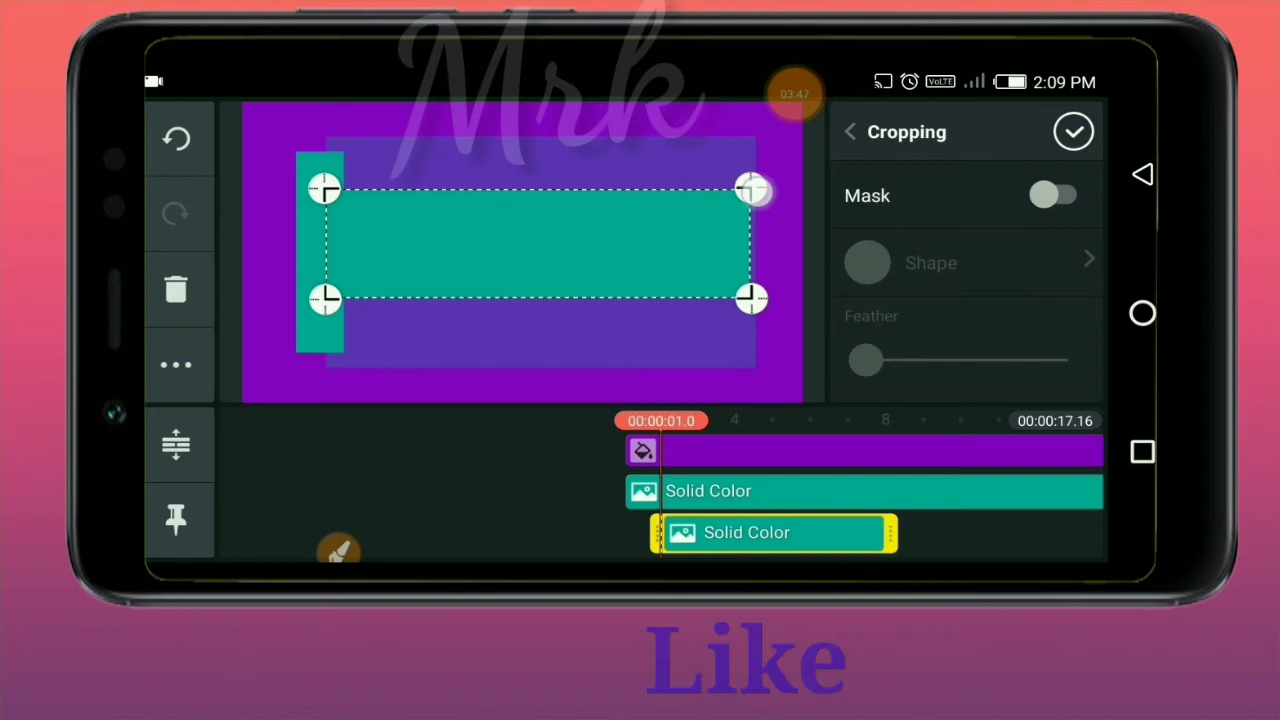 Mrk
03:47
VoLTE
2:09 PM
Cropping
Mask
Shape
Feather
00:00:01.0
4
8
00:00:17.16
Solid Color
Solid Color
Like